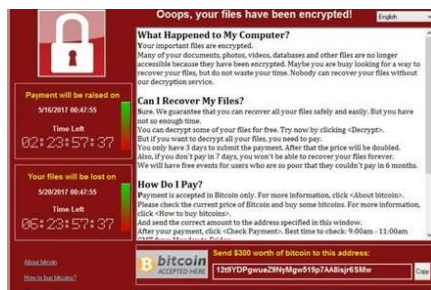 Ooops, your files have been encrypted!
English
What Happened to My Computer?
Your important files are encrypted.
Many of your documents, photos, videos, databases and other files are no longer
accessible because they have been encrypted. Maybe you are busy looking for a way to
recover your files, but do not waste your time. Nobody can recover your files without
our decryption service.
Can I Recover My Files?
Sure. We guarantee that you can recover all your files safely and easily. But you have
not so enough time.
You can decrypt some of your files for free. Try now by clicking <Decrypt>.
But if you want to decrypt all your files, you need to pay.
You only have 3 days to submit the payment. After that the price will be doubled.
Also, if you don't pay in 7 days, you won't be able to recover your files forever.
We will have free events for users who are so poor that they couldn't pay in 6 months.
How Do I Pay?
Payment is accepted in Bitcoin only. For more information, click <About bitcoin>.
Please check the current price of Bitcoin and buy some bitcoins. For more information,
click <How to buy bitcoins>.
And send the correct amount to the address specified in this window.
After your payment, click <Check Payment>. Best time to check: 9:00am - 11:00am
GMT from Monday to Friday.
Payment will be raised on
5/16/2017 00:47:55
Time Left
02:23:57:37
Your files will be lost on
5/20/2017 00:47:55
Time Left
06:23:57:37
About bitcoin
How to buy bitcoins?
bitcoin
ACCEPTED HERE
Send $300 worth of bitcoin to this address:
12t9YDPgwueZ9NyMgw519p7AA8isjr6SMw
Copy